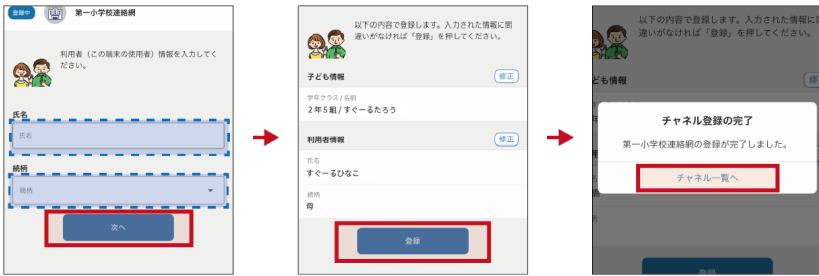 登録中
第一小学校連絡網
利用者（この端末の使用者）情報を入力してく
ださい。
氏名
氏名
続柄
続柄
次へ
以下の内容で登録します。入力された情報に間
違いがなければ「登録」を押してください。
子ども情報
修正
学年クラス / 名前
2年5組 / すぐーるたろう
利用者情報
修正
氏名
すぐーるひなこ
続柄
母
登録
以下の内容で登録します。入力された情報に
違いがなければ「登録」を押してください。
ども情報
チャネル登録の完了
第一小学校連絡網の登録が完了しました。
チャネル一覧へ
登録